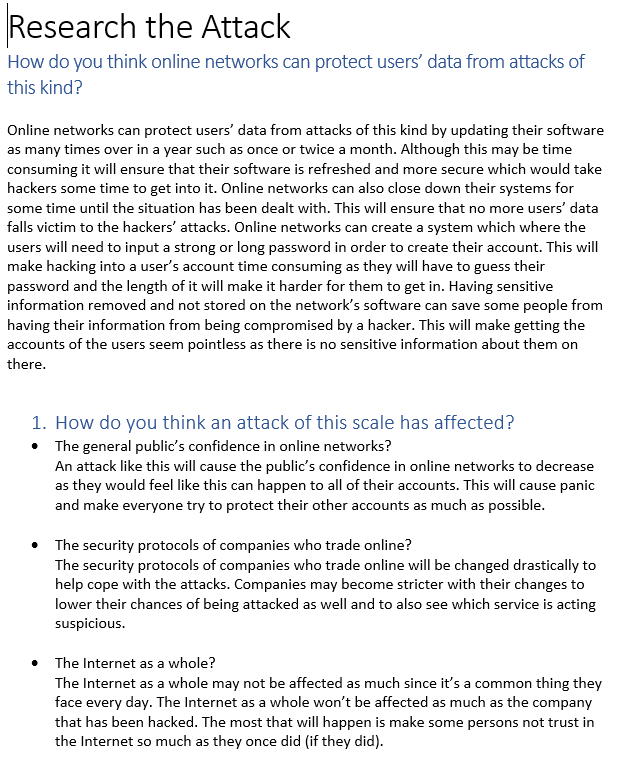 Research the Attack
How do you think online networks can protect users’ data from attacks of
this kind?
Online networks can protect users’ data from attacks of this kind by updating their software
as many times over in a year such as once or twice a month. Although this may be time
consuming it will ensure that their software is refreshed and more secure which would take
hackers some time to get into it. Online networks can also close down their systems for
some time until the situation has been dealt with. This will ensure that no more users’ data
falls victim to the hackers’ attacks. Online networks can create a system which where the
users will need to input a strong or long password in order to create their account. This will
make hacking into a user’s account time consuming as they will have to guess their
password and the length of it will make it harder for them to get in. Having sensitive
information removed and not stored on the network’s software can save some people from
having their information from being compromised by a hacker. This will make getting the
accounts of the users seem pointless as there is no sensitive information about them on
there.
1. How do you think an attack of this scale has affected?
• The general public’s confidence in online networks?
An attack like this will cause the public’s confidence in online networks to decrease
as they would feel like this can happen to all of their accounts. This will cause panic
and make everyone try to protect their other accounts as much as possible.
• The security protocols of companies who trade online?
The security protocols of companies who trade online will be changed drastically to
help cope with the attacks. Companies may become stricter with their changes to
lower their chances of being attacked as well and to also see which service is acting
suspicious.
• The Internet as a whole?
The Internet as a whole may not be affected as much since it’s a common thing they
face every day. The Internet as a whole won’t be affected as much as the company
that has been hacked. The most that will happen is make some persons not trust in
the Internet so much as they once did (if they did).